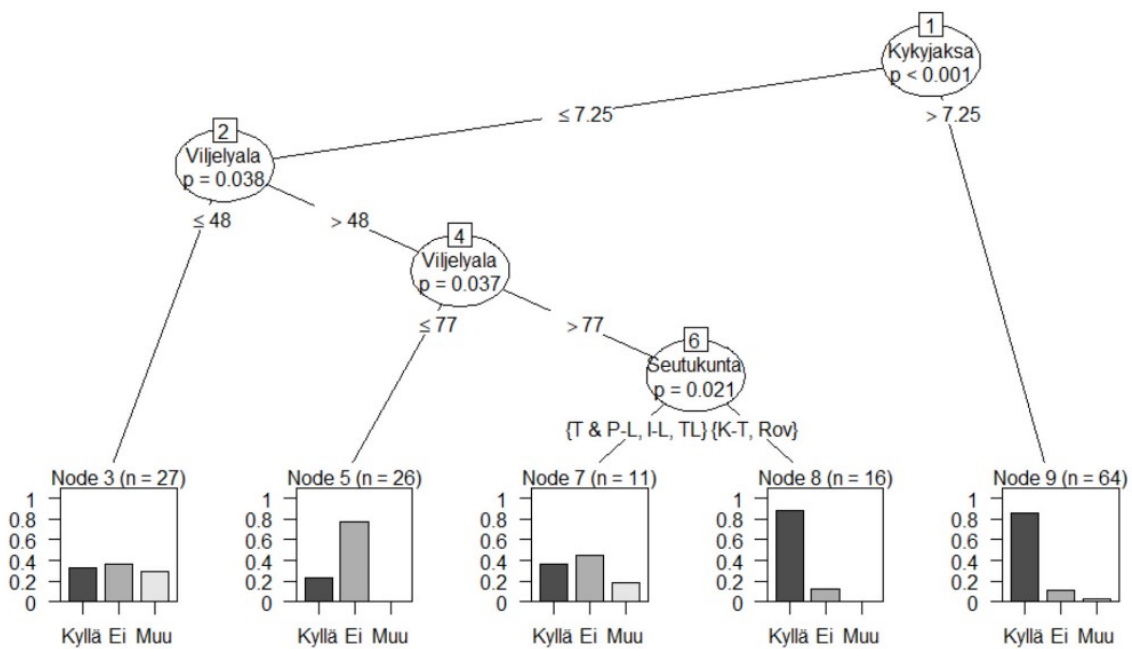 1
Kykyjaksa
p < 0.001
≤ 7.25
> 7.25
2
Viljelyala
p = 0.038
≤ 48
> 48
4
Viljelyala
p = 0.037
≤ 77
> 77
6
Seutukunta
p = 0.021
{T & P-L, I-L, TL} {K-T, Rov}
Node 3 (n = 27)
1
0.8
0.6
0.4
0.2
0
Kyllä Ei Muu
Node 5 (n = 26)
1
0.8
0.6
0.4
0.2
0
Kyllä Ei Muu
Node 7 (n = 11)
1
0.8
0.6
0.4
0.2
0
Kyllä Ei Muu
Node 8 (n = 16)
1
0.8
0.6
0.4
0.2
0
Kyllä Ei Muu
Node 9 (n = 64)
1
0.8
0.6
0.4
0.2
0
Kyllä Ei Muu